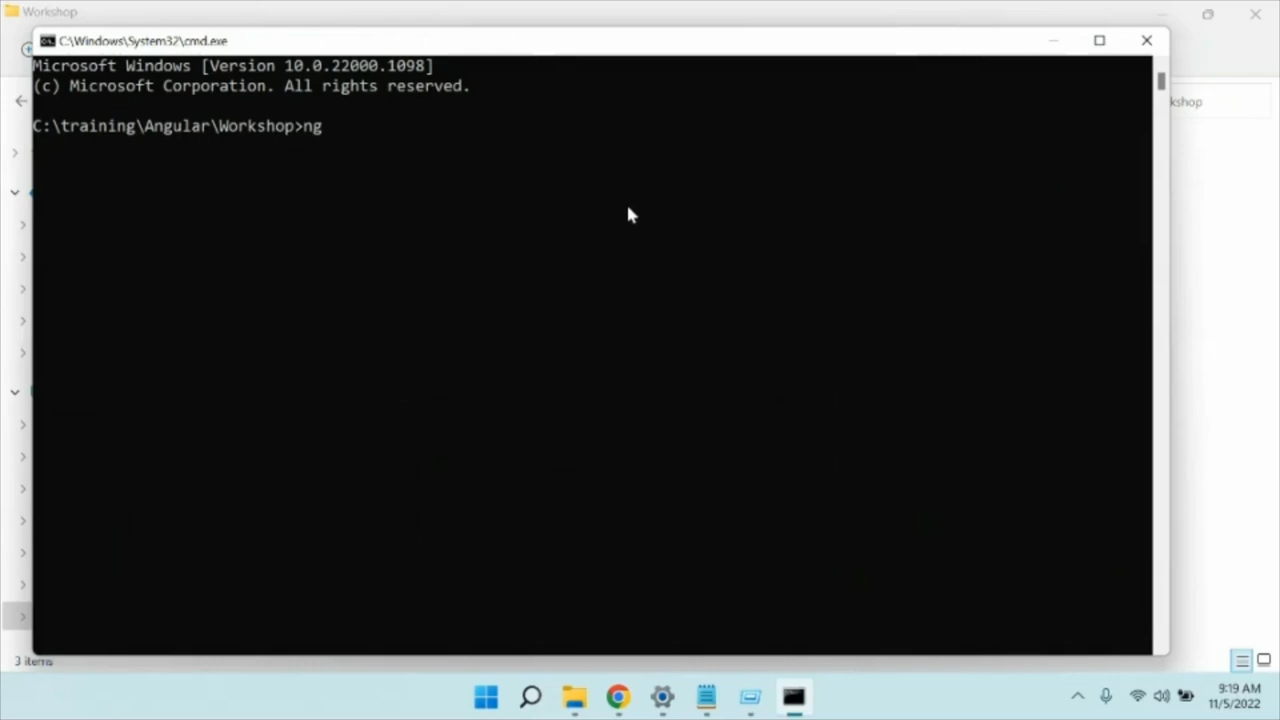 Workshop
C:\Windows\System32\cmd.exe
Microsoft Windows [Version 10.0.22000.1098]
(c) Microsoft Corporation. All rights reserved.
kshop
C:\training\Angular\Workshop>ng
3 items
9:19 AM
11/5/2022